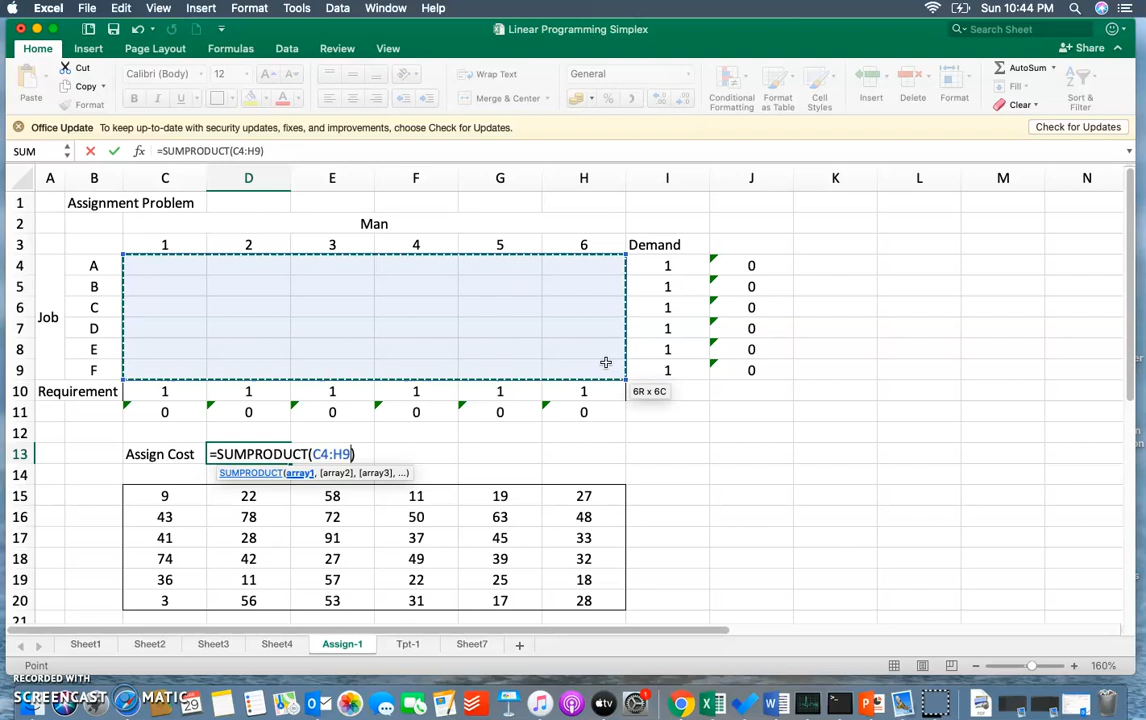 Excel File Edit View Insert Format Tools Data Window Help Sun 10:44 PM
Linear Programming Simplex Search Sheet
Home Insert Page Layout Formulas Data Review View Share
Paste Cut Copy Format Calibri (Body) 12 A A B I U A Wrap Text Merge & Center General % Conditional Formatting Format as Table Cell Styles Insert Delete Format AutoSum Fill Clear Sort & Filter
Office Update To keep up-to-date with security updates, fixes, and improvements, choose Check for Updates. Check for Updates
SUM fx =SUMPRODUCT(C4:H9)
A B C D E F G H I J K L M N
1 Assignment Problem
2 Man
3 1 2 3 4 5 6 Demand
4 A 1 0
5 B 1 0
6 C 1 0
Job
7 D 1 0
8 E 1 0
9 F 1 0
6R x 6C
10 Requirement 1 1 1 1 1 1
11 0 0 0 0 0 0
12
13 Assign Cost =SUMPRODUCT(C4:H9)
SUMPRODUCT(array1, [array2], [array3], ...)
14
15 9 22 58 11 19 27
16 43 78 72 50 63 48
17 41 28 91 37 45 33
18 74 42 27 49 39 32
19 36 11 57 22 25 18
20 3 56 53 31 17 28
21
Sheet1 Sheet2 Sheet3 Sheet4 Assign-1 Tpt-1 Sheet7 +
Point 160%
RECORDED WITH
SCREENCAST MATIC